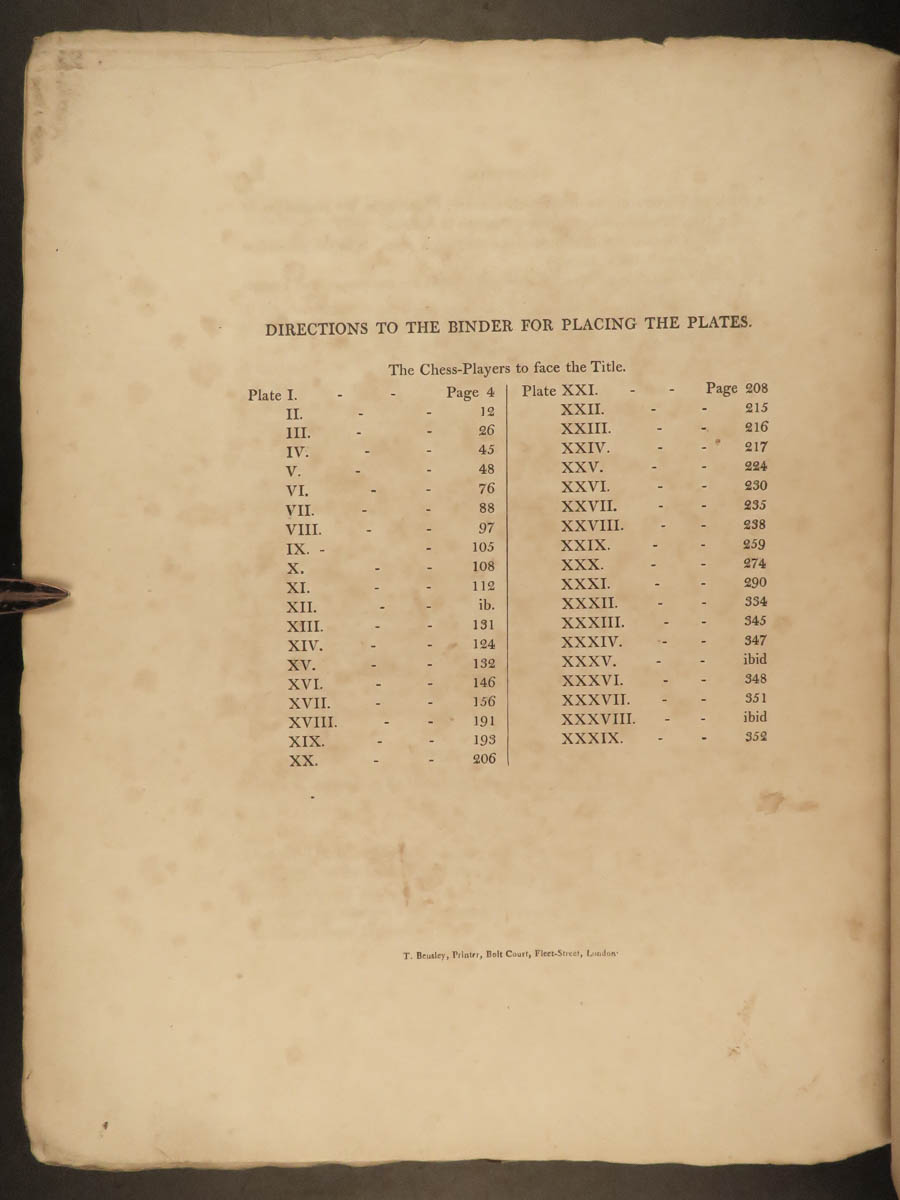 DIRECTIONS TO THE BINDER FOR PLACING THE PLATES.
The Chess-Players to face the Title.
Plate I. - - Page 4
II. - - 12
III. - - 26
IV. - - 45
V. - - 48
VI. - - 76
VII. - - 88
VIII. - - 97
IX. - - 105
X. - - 108
XI. - - 112
XII. - - ib.
XIII. - - 131
XIV. - - 124
XV. - - 132
XVI. - - 146
XVII. - - 156
XVIII. - - 191
XIX. - - 193
XX. - - 206
Plate XXI. - - Page 208
XXII. - - 215
XXIII. - - 216
XXIV. - - 217
XXV. - - 224
XXVI. - - 230
XXVII. - - 235
XXVIII. - - 238
XXIX. - - 259
XXX. - - 274
XXXI. - - 290
XXXII. - - 334
XXXIII. - - 345
XXXIV. - - 347
XXXV. - - ibid
XXXVI. - - 348
XXXVII. - - 351
XXXVIII. - - ibid
XXXIX. - - 352
T. Bensley, Printer, Bolt Court, Fleet-Street, London.